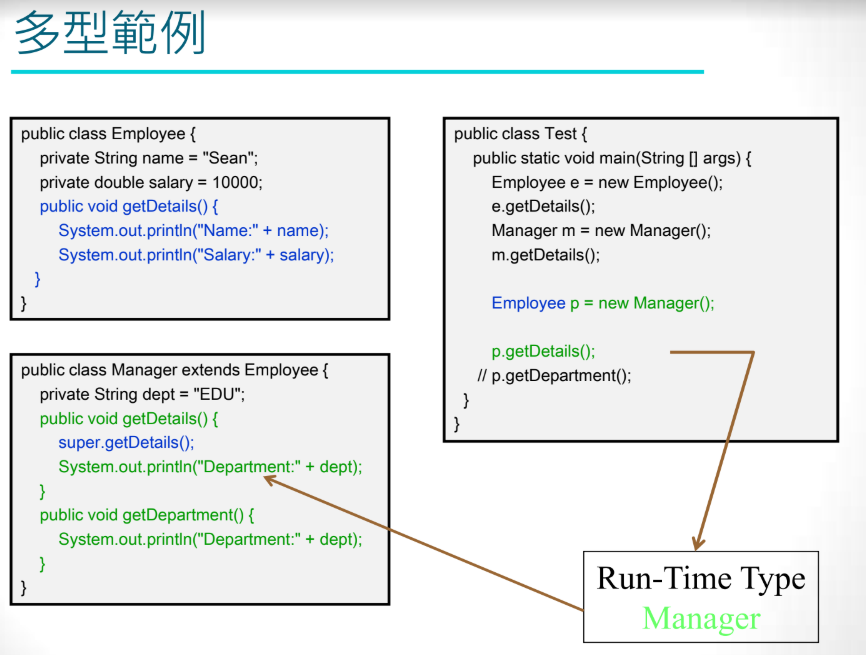 多型範例
public class Employee {
private String name = "Sean";
private double salary = 10000;
public void getDetails() {
System.out.println("Name:" + name);
System.out.println("Salary:" + salary);
}
}
public class Manager extends Employee {
private String dept = "EDU";
public void getDetails() {
super.getDetails();
System.out.println("Department:" + dept);
}
public void getDepartment() {
System.out.println("Department:" + dept);
}
}
public class Test {
public static void main(String [] args) {
Employee e = new Employee();
e.getDetails();
Manager m = new Manager();
m.getDetails();
Employee p = new Manager();
p.getDetails();
// p.getDepartment();
}
}
Run-Time Type
Manager